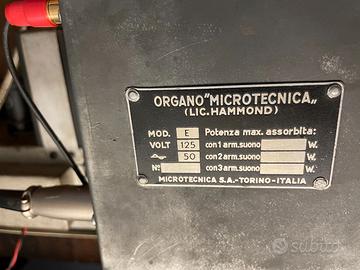 ORGANO "MICROTECNICA„
(LIC. HAMMOND)
MOD. E Potenza max. assorbita:
VOLT 125 con 1 arm. suono W.
50 con 2 arm. suono W.
N° con 3 arm. suono W.
MICROTECNICA S.A.-TORINO-ITALIA
subito